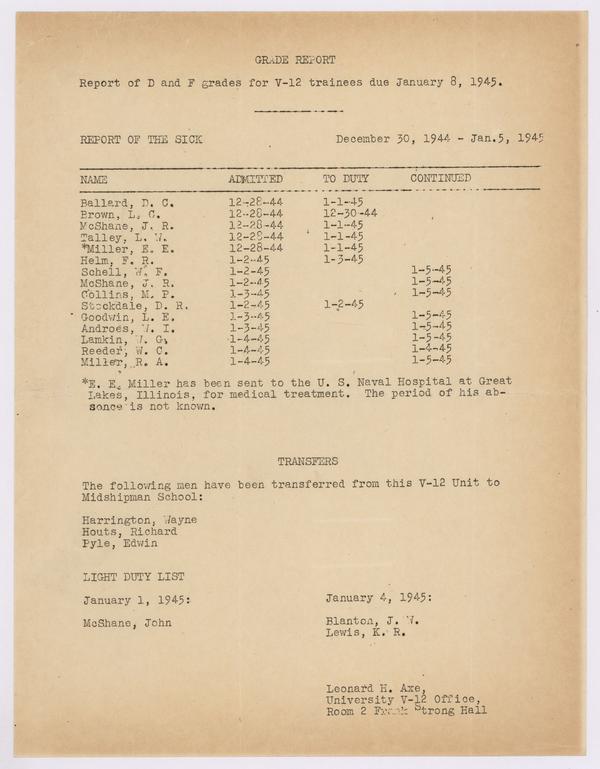 GRADE REPORT
Report of D and F grades for V-12 trainees due January 8, 1945.
REPORT OF THE SICK December 30, 1944 - Jan.5, 1945
NAME ADMITTED TO DUTY CONTINUED
Ballard, D. C. 12-28-44 1-1-45
Brown, L. C. 12-28-44 12-30-44
McShane, J. R. 12-28-44 1-1-45
Talley, L. W. 12-28-44 1-1-45
*Miller, E. E. 12-28-44 1-1-45
Helm, F. R. 1-2-45 1-3-45
Schell, W. F. 1-2-45 1-5-45
McShane, J. R. 1-2-45 1-5-45
Collins, M. P. 1-3-45 1-5-45
Stockdale, D. R. 1-2-45 1-2-45
Goodwin, L. E. 1-3-45 1-5-45
Androes, W. I. 1-3-45 1-5-45
Lamkin, W. G. 1-4-45 1-5-45
Reeder, W. C. 1-4-45 1-4-45
Miller, R. A. 1-4-45 1-5-45
*E. E. Miller has been sent to the U. S. Naval Hospital at Great
Lakes, Illinois, for medical treatment. The period of his ab-
sence is not known.
TRANSFERS
The following men have been transferred from this V-12 Unit to
Midshipman School:
Harrington, Wayne
Houts, Richard
Pyle, Edwin
LIGHT DUTY LIST
January 1, 1945: January 4, 1945:
McShane, John Blanton, J. W.
Lewis, K. R.
Leonard H. Axe,
University V-12 Office,
Room 2 Frank Strong Hall